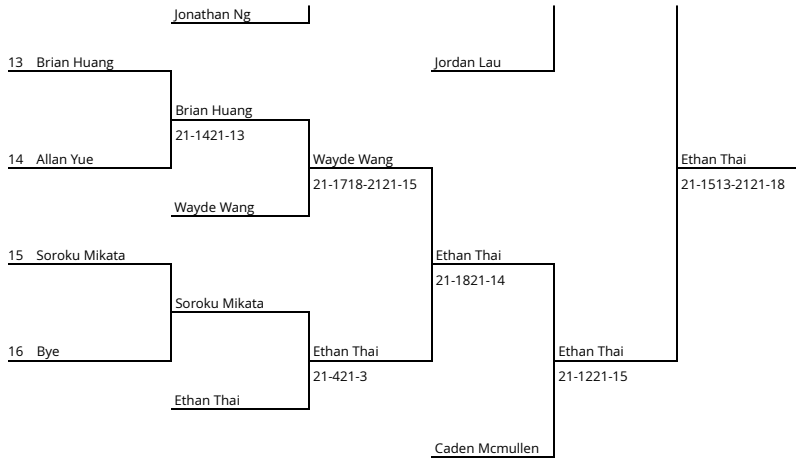 Jonathan Ng
13 Brian Huang
Jordan Lau
Brian Huang
21-1421-13
14 Allan Yue
Wayde Wang
21-1718-2121-15
Ethan Thai
21-1513-2121-18
Wayde Wang
15 Soroku Mikata
Ethan Thai
21-1821-14
Soroku Mikata
16 Bye
Ethan Thai
21-421-3
Ethan Thai
21-1221-15
Ethan Thai
Caden Mcmullen